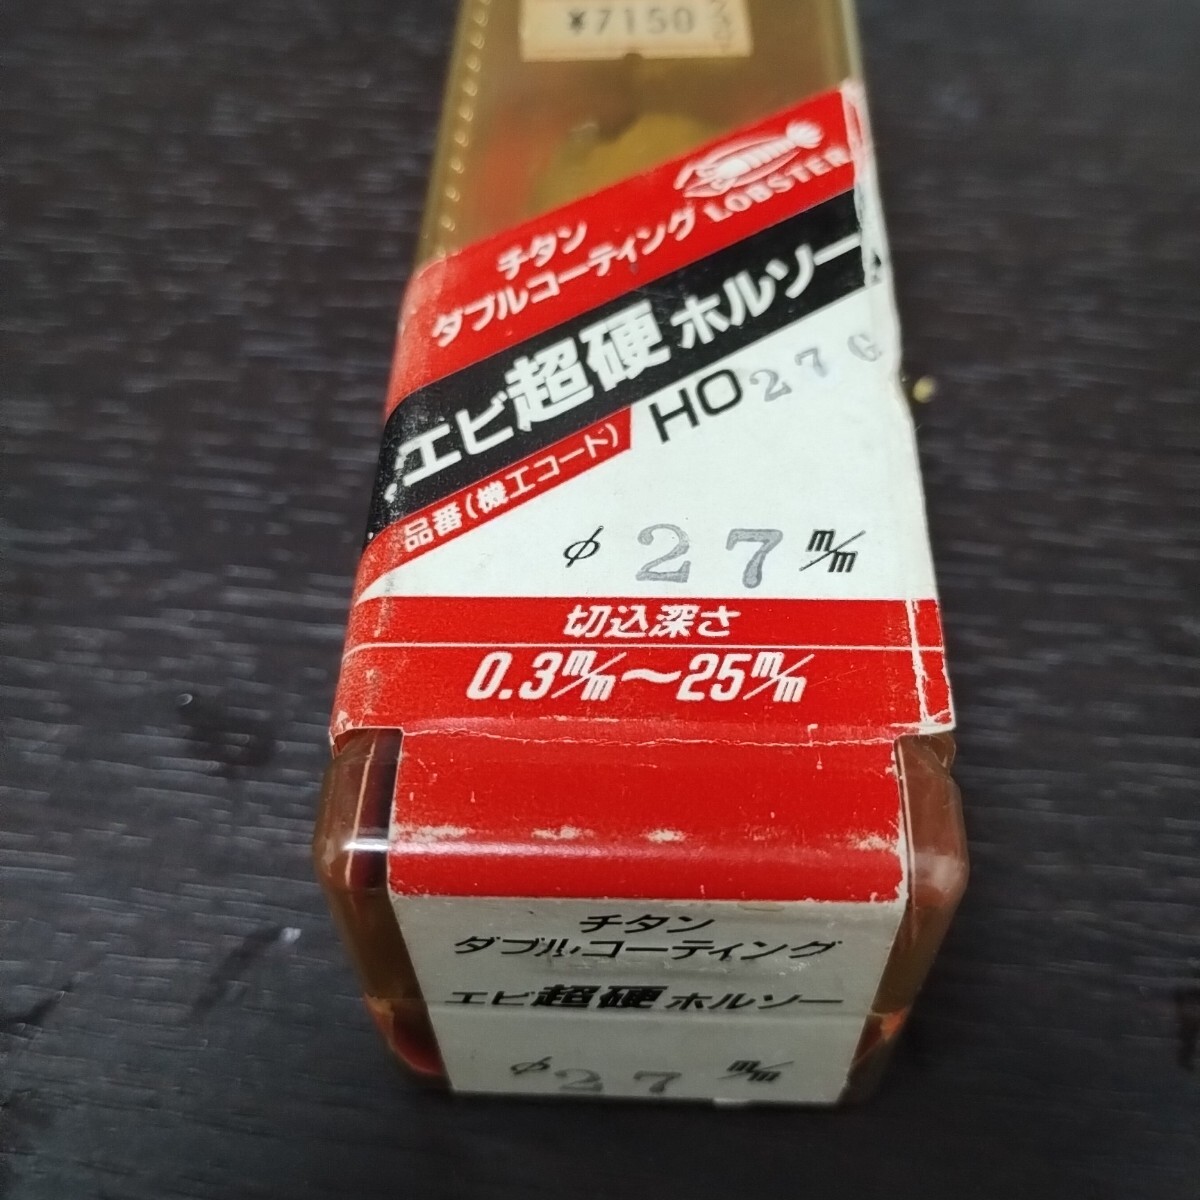 ¥7150
LOBSTER
チタン
ダブルコーティング
エビ超硬ホルソー
品番(機工コード) HO27G
φ 27 m/m
切込深さ
0.3m/m～25m/m
チタン
ダブルコーティング
エビ超硬ホルソー
φ27 m/m